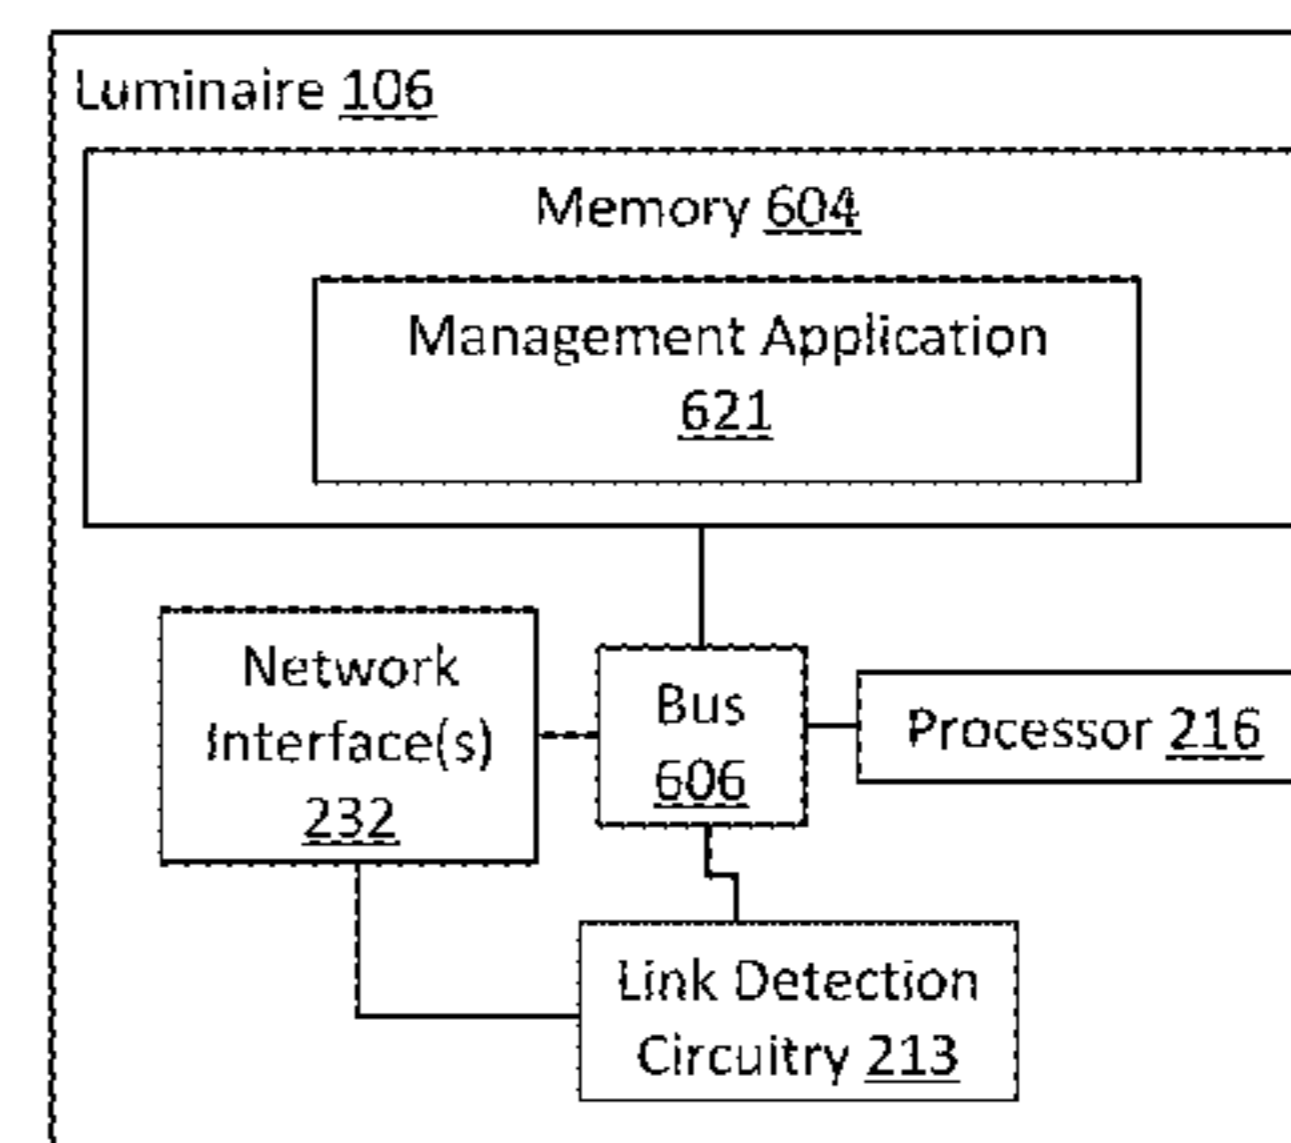 Luminaire 106
Memory 604
Management Application
621
Network
Interface(s)
232
Bus
606
Processor 216
Link Detection
Circuitry 213